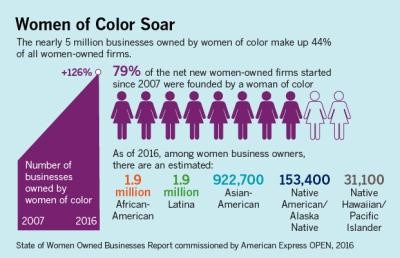 Women of Color Soar
The nearly 5 million businesses owned by women of color make up 44%
of all women-owned firms.
+126%
79% of the net new women-owned firms started
since 2007 were founded by a woman of color
Number of
businesses
owned by
women of color
2007 2016
As of 2016, among women business owners,
there are an estimated:
1.9
million
African-
American
1.9
million
Latina
922,700
Asian-
American
153,400
Native
American/
Alaska
Native
31,100
Native
Hawaiian/
Pacific
Islander
State of Women Owned Businesses Report commissioned by American Express OPEN, 2016